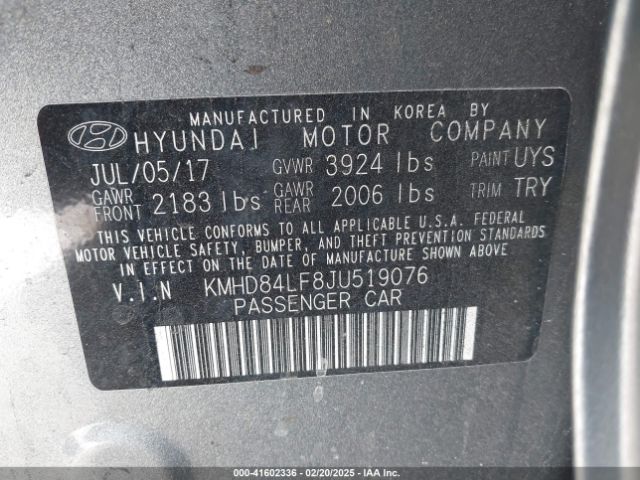 MANUFACTURED IN KOREA BY
HYUNDAI MOTOR COMPANY
JUL/05/17 GVWR 3924 lbs PAINT UYS
GAWR FRONT 2183 lbs GAWR REAR 2006 lbs TRIM TRY
THIS VEHICLE CONFORMS TO ALL APPLICABLE U.S.A. FEDERAL
MOTOR VEHICLE SAFETY, BUMPER, AND THEFT PREVENTION STANDARDS
IN EFFECT ON THE DATE OF MANUFACTURE SHOWN ABOVE
V.I.N KMHD84LF8JU519076
PASSENGER CAR
000-41602336 - 02/20/2025 - IAA Inc.